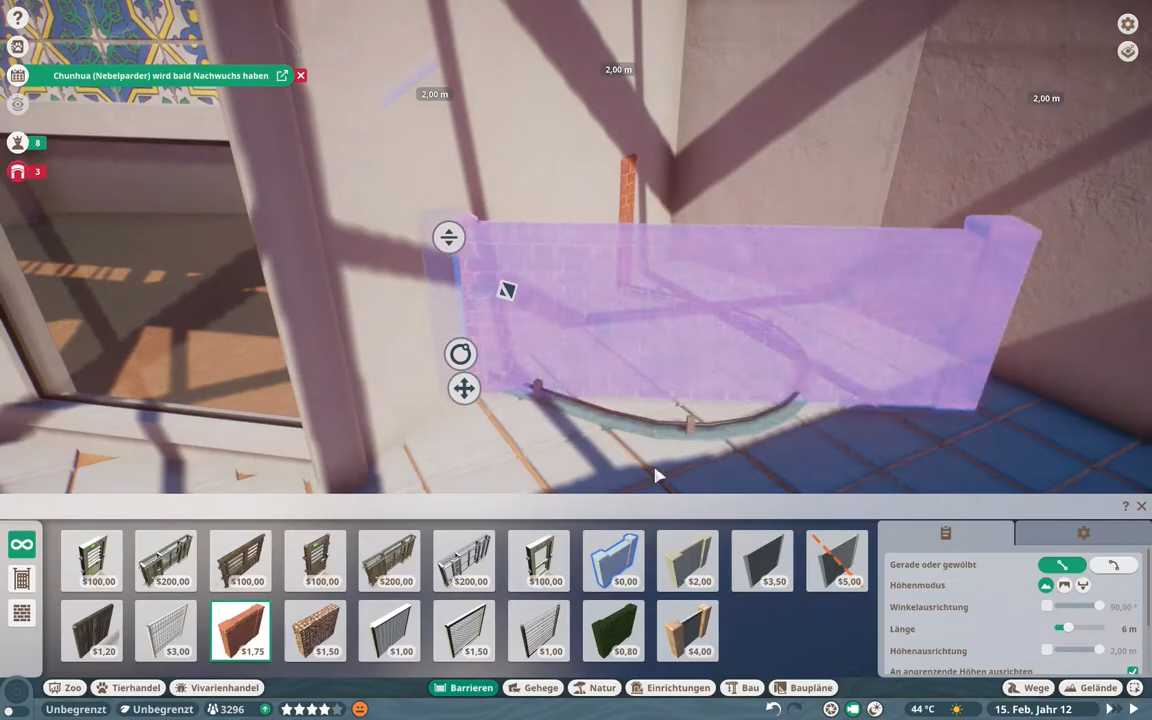 ?
Chunhua (Nebelparder) wird bald Nachwuchs haben
8
3
2,00 m
2,00 m
2,00 m
?
$100,00
$200,00
$100,00
$100,00
$200,00
$200,00
$100,00
$0,00
$2,00
$3,50
$5,00
$1,20
$3,00
$1,75
$1,50
$1,00
$1,50
$1,00
$0,80
$4,00
Gerade oder gewölbt
Höhenmodus
Winkelausrichtung 90,00 °
Länge 6 m
Höhenausrichtung 2,00 m
An angrenzende Höhen ausrichten
Zoo
Tierhandel
Vivarienhandel
Barrieren
Gehege
Natur
Einrichtungen
Bau
Baupläne
Wege
Gelände
Unbegrenzt
Unbegrenzt
3296
44 °C
15. Feb, Jahr 12